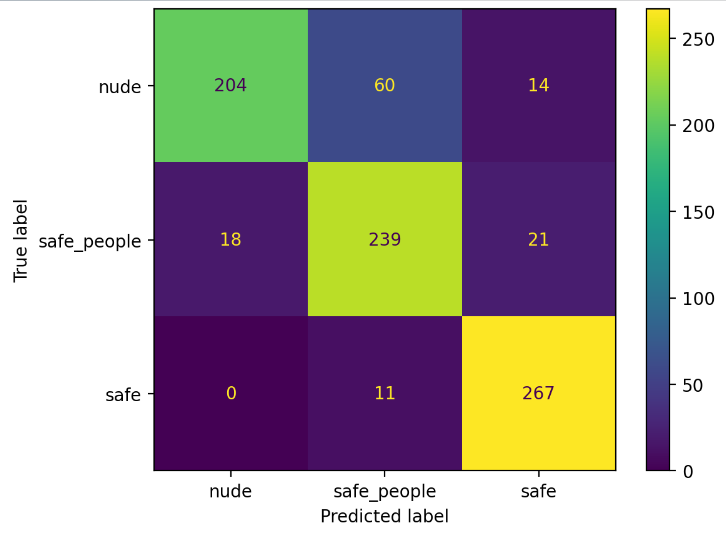 nude 204 60 14
safe_people 18 239 21
safe 0 11 267
nude safe_people safe
Predicted label
True label
250
200
150
100
50
0